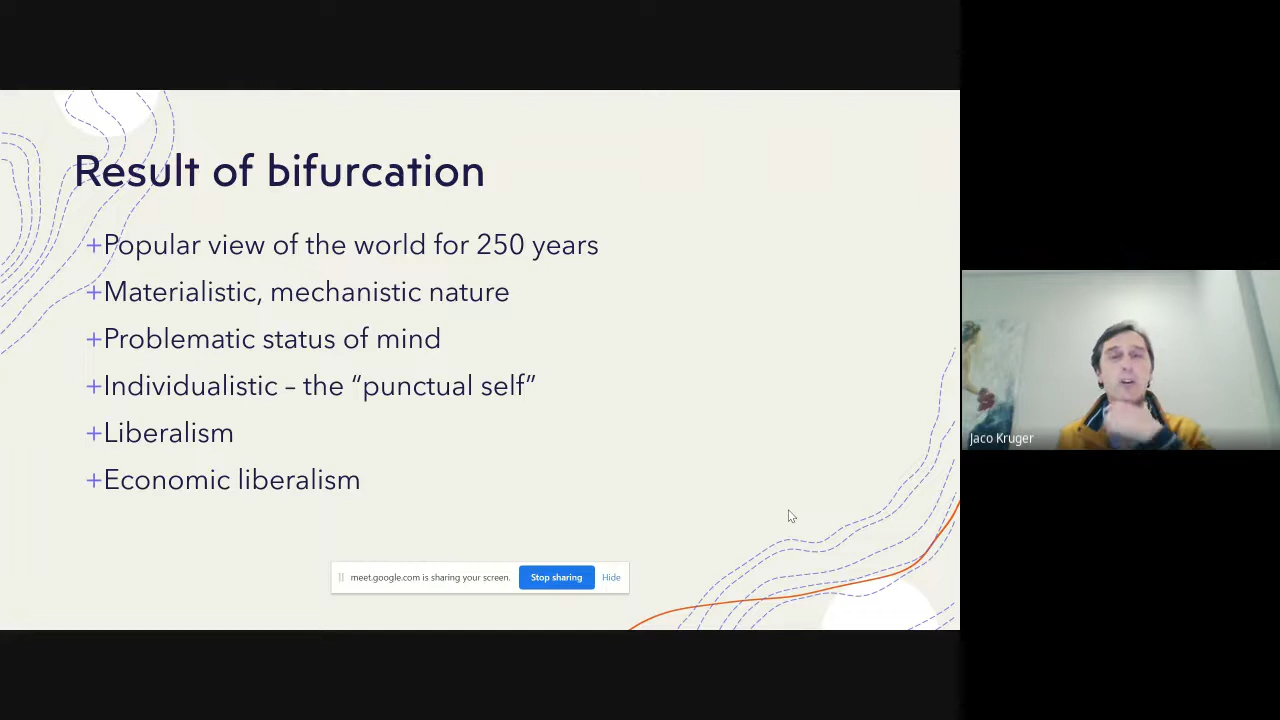 Result of bifurcation
+Popular view of the world for 250 years
+Materialistic, mechanistic nature
+Problematic status of mind
+Individualistic – the “punctual self”
+Liberalism
+Economic liberalism
meet.google.com is sharing your screen. Stop sharing Hide
Jaco Kruger